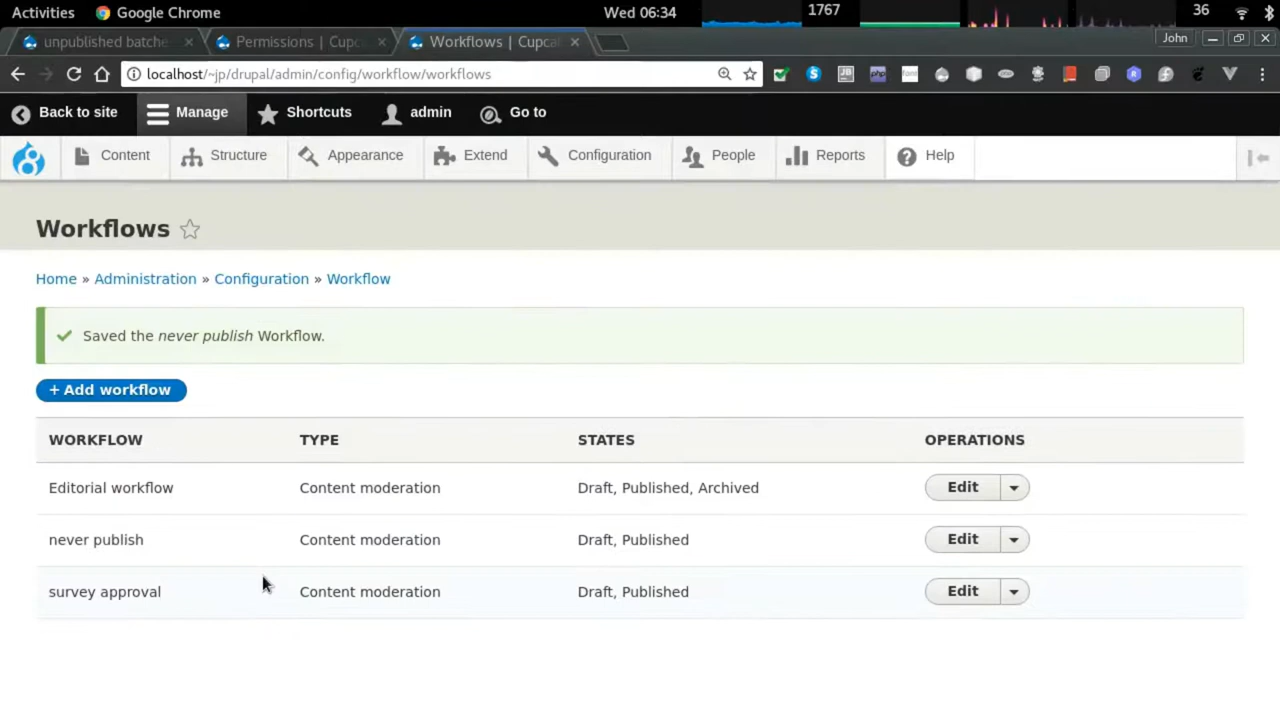 Activities Google Chrome Wed 06:34 1767 36
unpublished batche Permissions | Cupc Workflows | Cupca John
localhost/~jp/drupal/admin/config/workflow/workflows
Back to site Manage Shortcuts admin Go to
Content Structure Appearance Extend Configuration People Reports Help
Workflows
Home » Administration » Configuration » Workflow
Saved the never publish Workflow.
+ Add workflow
WORKFLOW TYPE STATES OPERATIONS
Editorial workflow Content moderation Draft, Published, Archived Edit
never publish Content moderation Draft, Published Edit
survey approval Content moderation Draft, Published Edit